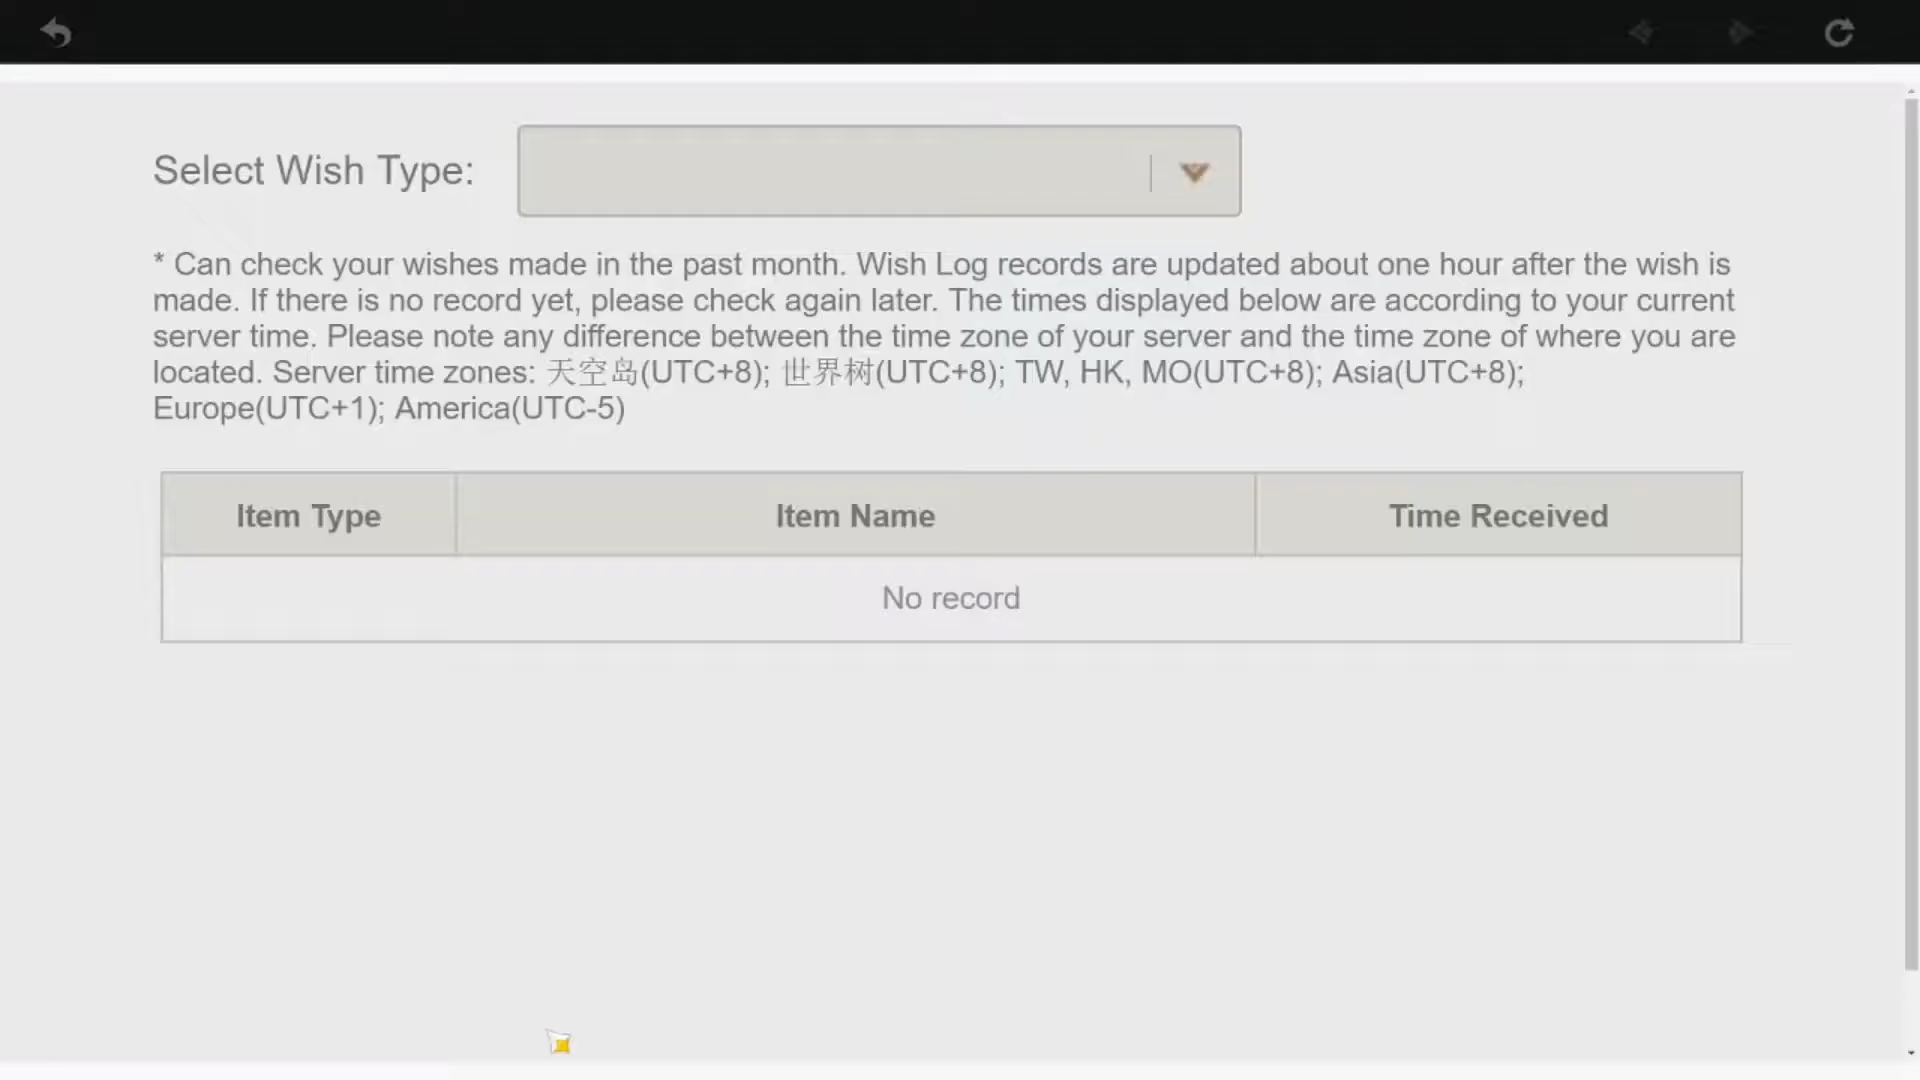 Select Wish Type:
* Can check your wishes made in the past month. Wish Log records are updated about one hour after the wish is
made. If there is no record yet, please check again later. The times displayed below are according to your current
server time. Please note any difference between the time zone of your server and the time zone of where you are
located. Server time zones: 天空岛(UTC+8); 世界树(UTC+8); TW, HK, MO(UTC+8); Asia(UTC+8);
Europe(UTC+1); America(UTC-5)
Item Type Item Name Time Received
No record